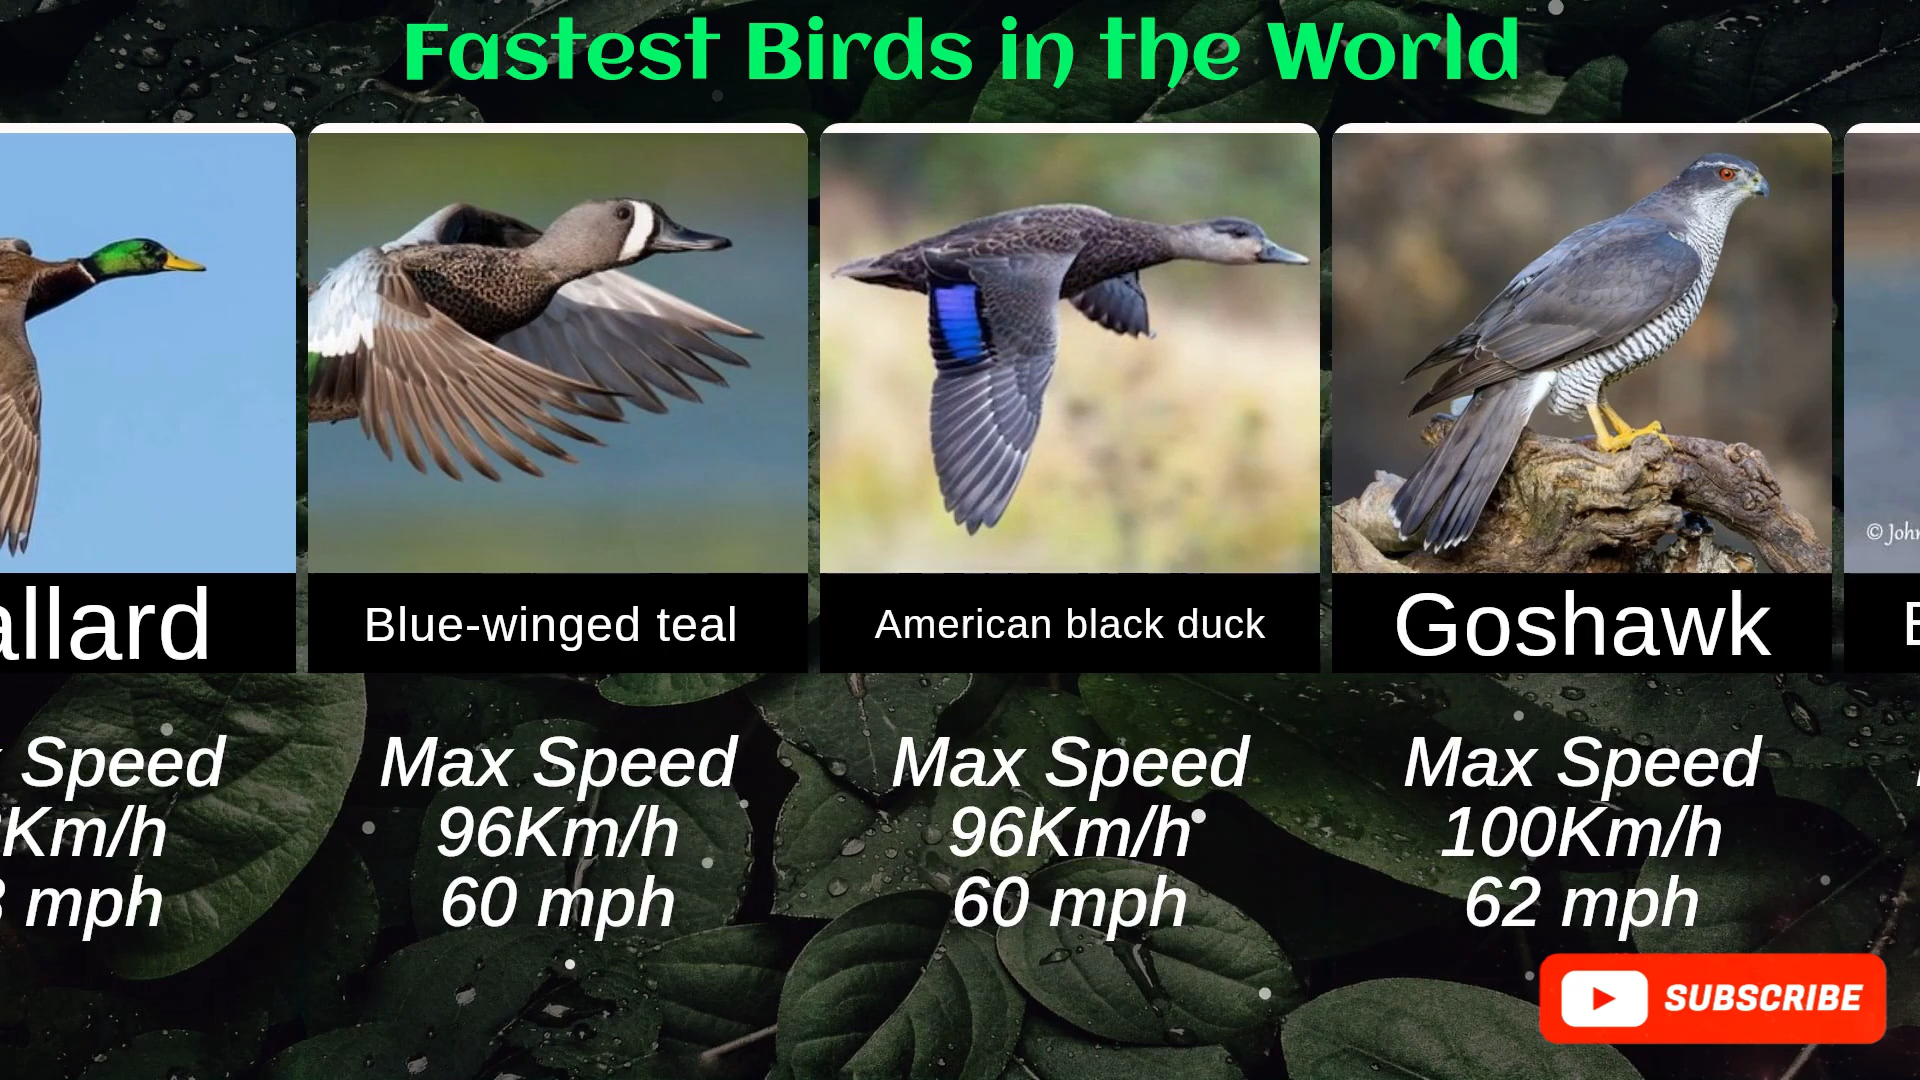 Fastest Birds in the World
© John
allard
Blue-winged teal
American black duck
Goshawk
Speed
Km/h
mph
Max Speed
96Km/h
60 mph
Max Speed
96Km/h
60 mph
Max Speed
100Km/h
62 mph
SUBSCRIBE